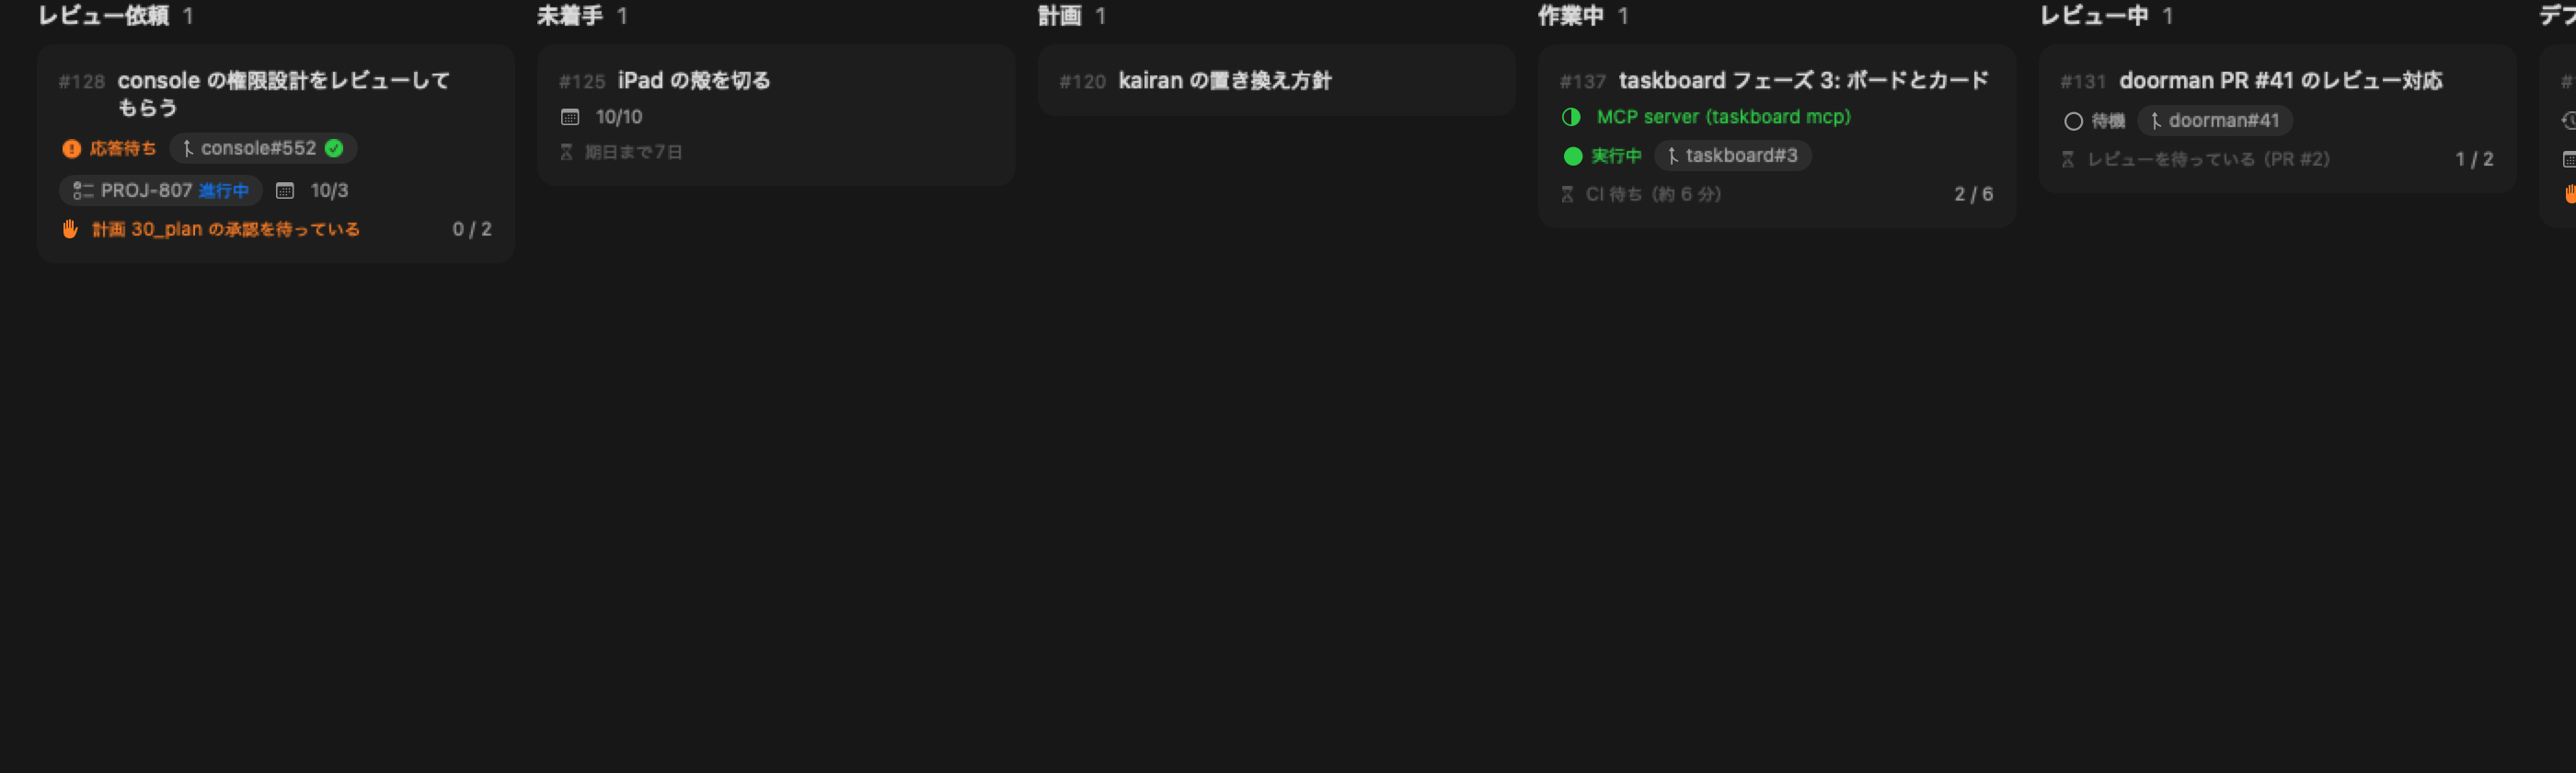 レビュー依頼 1
#128 console の権限設計をレビューして
もらう
応答待ち console#552
PROJ-807 進行中 10/3
計画 30_plan の承認を待っている 0 / 2
未着手 1
#125 iPad の殻を切る
10/10
期日まで7日
計画 1
#120 kairan の置き換え方針
作業中 1
#137 taskboard フェーズ 3: ボードとカード
MCP server (taskboard mcp)
実行中 taskboard#3
CI 待ち (約 6 分) 2 / 6
レビュー中 1
#131 doorman PR #41 のレビュー対応
待機 doorman#41
レビューを待っている (PR #2) 1 / 2
#